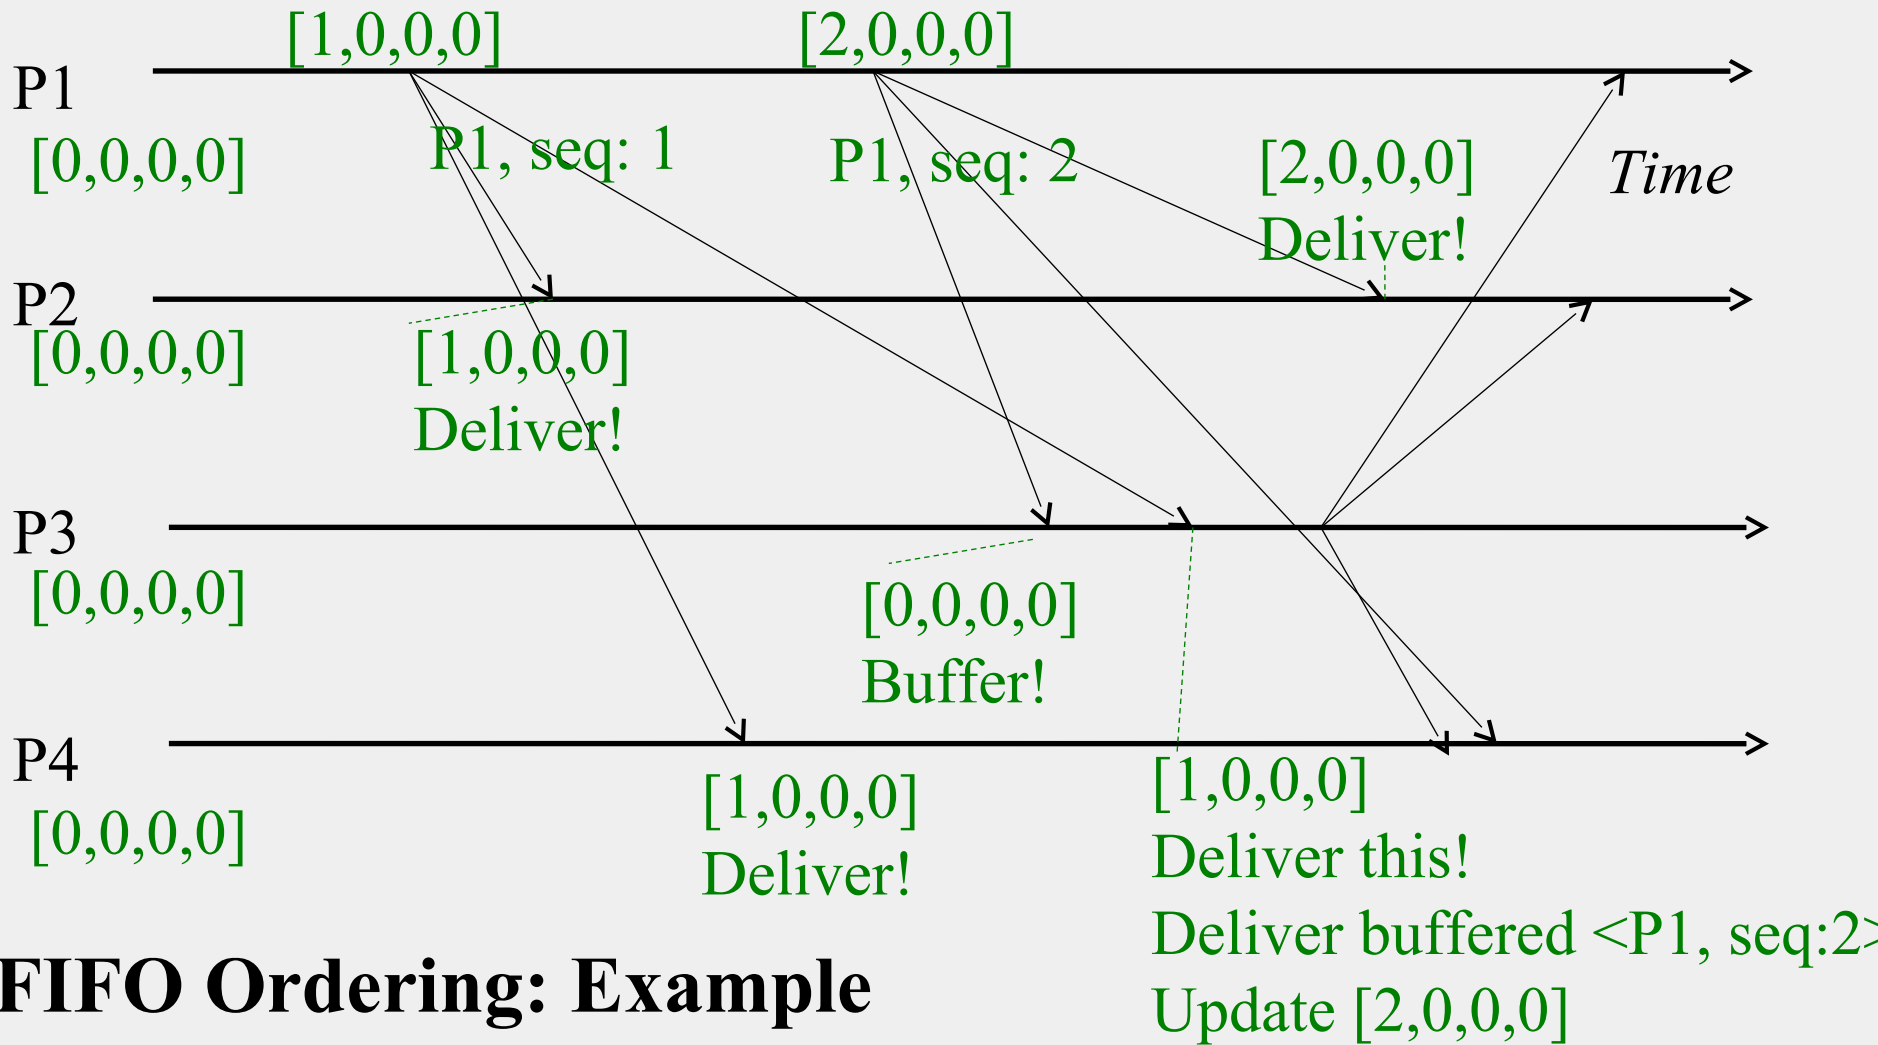 [1,0,0,0]
[2,0,0,0]
P1
[0,0,0,0]
P1, seq: 1
P1, seq: 2
[2,0,0,0]
Deliver!
Time
P2
[0,0,0,0]
[1,0,0,0]
Deliver!
P3
[0,0,0,0]
[0,0,0,0]
Buffer!
P4
[0,0,0,0]
[1,0,0,0]
Deliver!
[1,0,0,0]
Deliver this!
Deliver buffered <P1, seq:2>
Update [2,0,0,0]
FIFO Ordering: Example